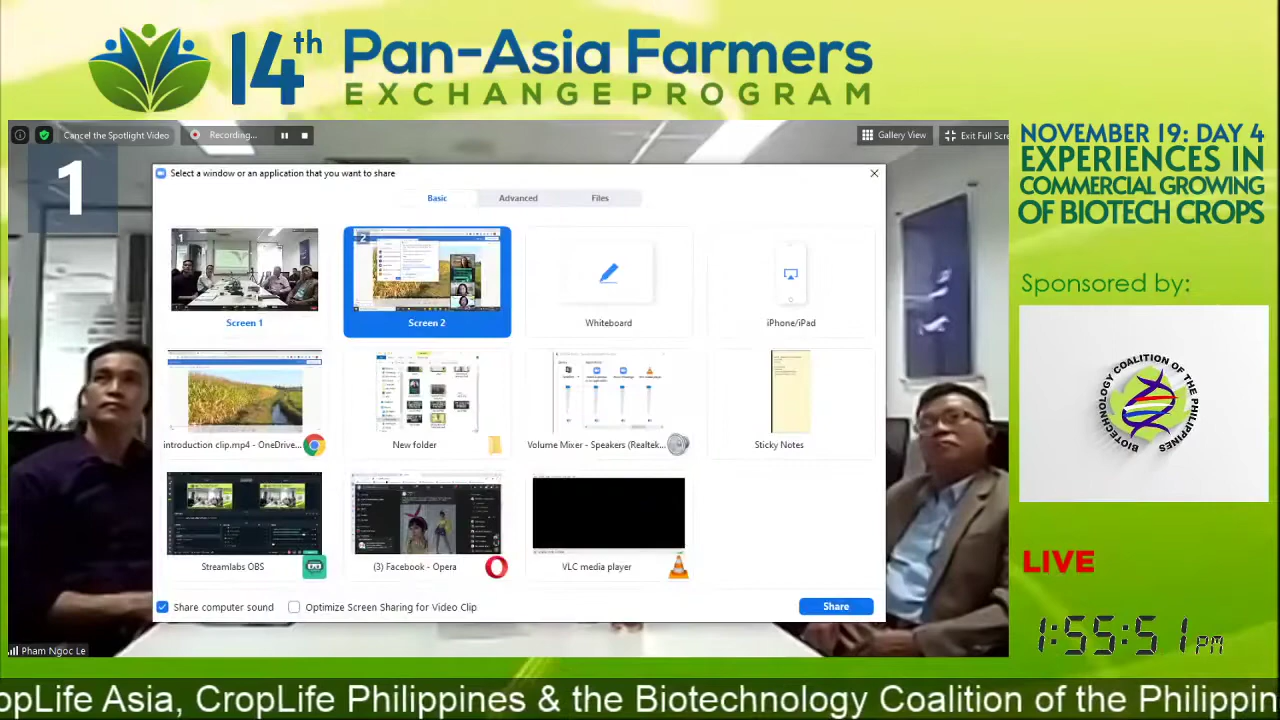 14th Pan-Asia Farmers
EXCHANGE PROGRAM
Cancel the Spotlight Video
Recording...
Gallery View
Exit Full Scre
1
Select a window or an application that you want to share
Basic
Advanced
Files
1
2
Screen 1
Screen 2
Whiteboard
iPhone/iPad
introduction clip.mp4 - OneDrive...
New folder
Volume Mixer - Speakers (Realtek...
Sticky Notes
Streamlabs OBS
(3) Facebook - Opera
VLC media player
Share computer sound
Optimize Screen Sharing for Video Clip
Share
Pham Ngoc Le
NOVEMBER 19: DAY 4
EXPERIENCES IN
COMMERCIAL GROWING
OF BIOTECH CROPS
Sponsored by:
BIOTECHNOLOGY COALITION OF THE PHILIPPINES
LIVE
1:55:51 pm
opLife Asia, CropLife Philippines & the Biotechnology Coalition of the Philippin